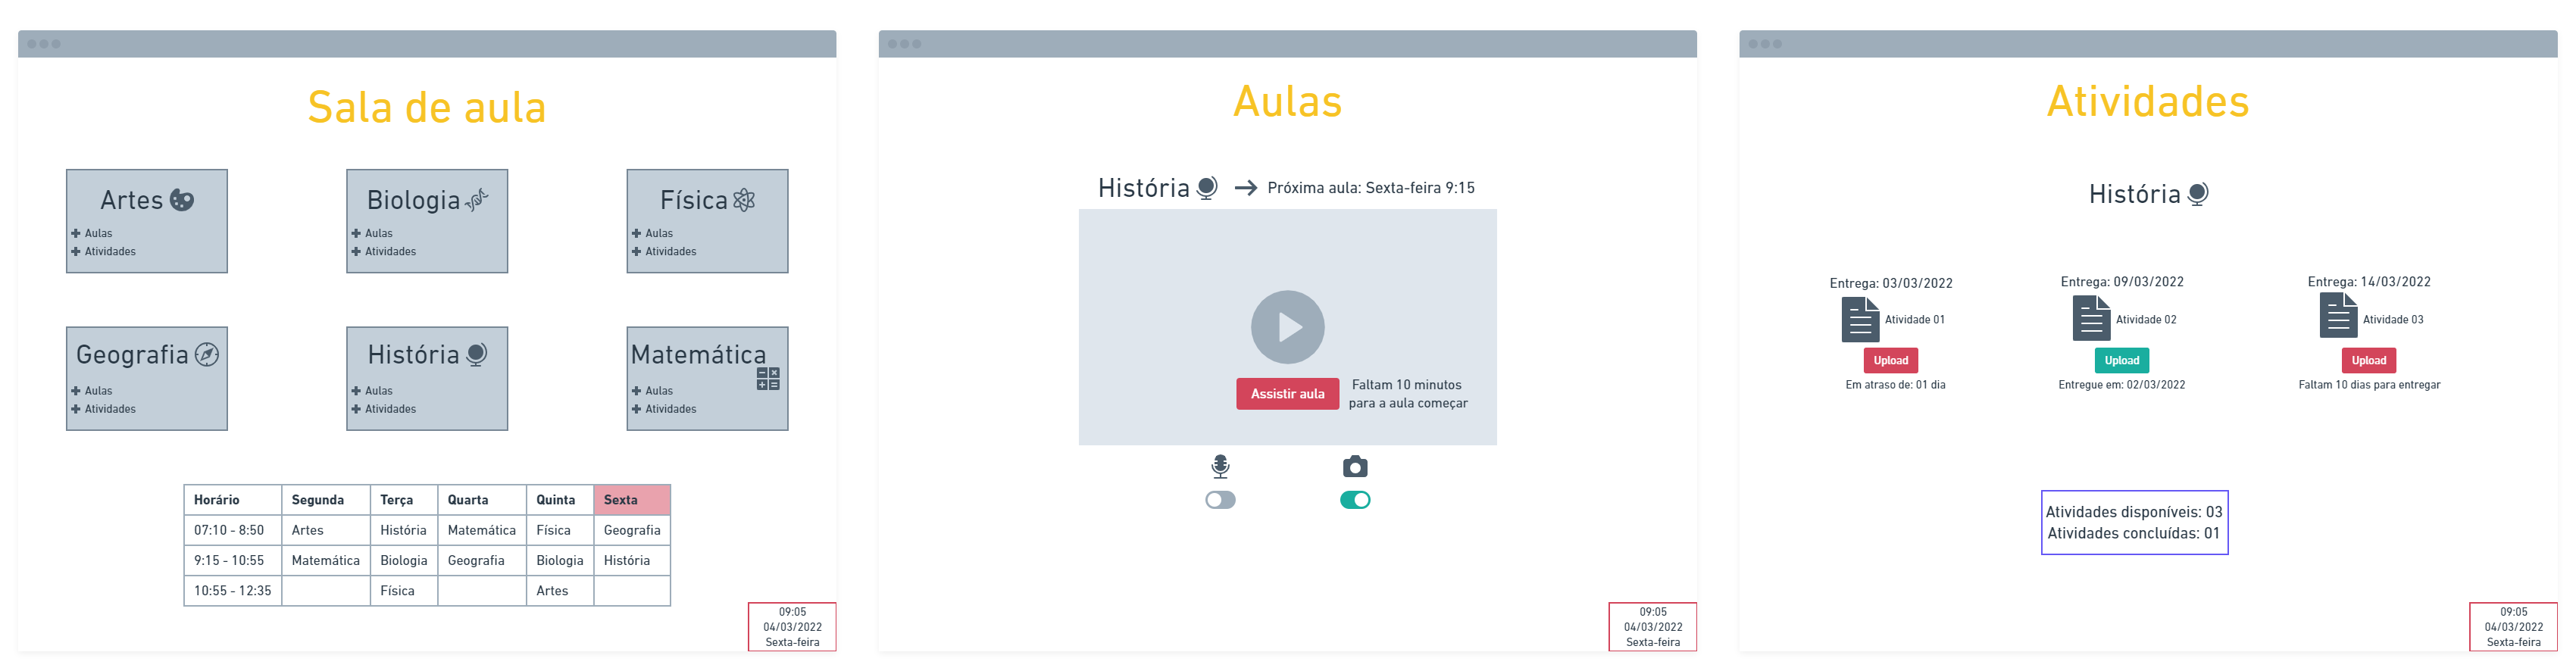 Sala de aula
Artes
Aulas
Atividades
Biologia
Aulas
Atividades
Física
Aulas
Atividades
Geografia
Aulas
Atividades
História
Aulas
Atividades
Matemática
Aulas
Atividades
Horário Segunda Terça Quarta Quinta Sexta
07:10 - 8:50 Artes História Matemática Física Geografia
9:15 - 10:55 Matemática Biologia Geografia Biologia História
10:55 - 12:35 Física Artes
09:05
04/03/2022
Sexta-feira
Aulas
História Próxima aula: Sexta-feira 9:15
Assistir aula
Faltam 10 minutos
para a aula começar
09:05
04/03/2022
Sexta-feira
Atividades
História
Entrega: 03/03/2022
Atividade 01
Upload
Em atraso de: 01 dia
Entrega: 09/03/2022
Atividade 02
Upload
Entregue em: 02/03/2022
Entrega: 14/03/2022
Atividade 03
Upload
Faltam 10 dias para entregar
Atividades disponíveis: 03
Atividades concluídas: 01
09:05
04/03/2022
Sexta-feira